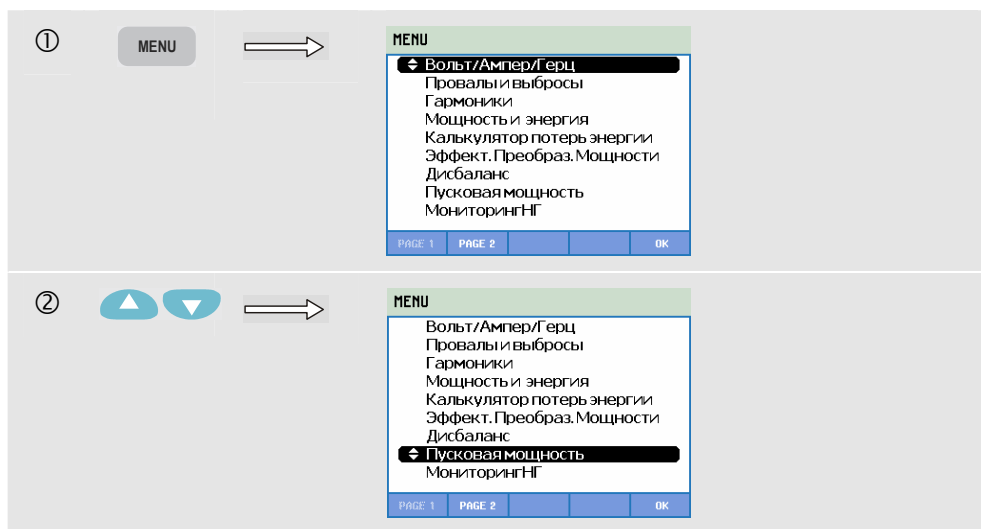 ①
MENU
MENU
Вольт/Ампер/Герц
Провалы и выбросы
Гармоники
Мощность и энергия
Калькулятор потерь энергии
Эффект. Преобраз. Мощности
Дисбаланс
Пусковая мощность
МониторингНГ
PAGE 1 PAGE 2 OK
②
MENU
Вольт/Ампер/Герц
Провалы и выбросы
Гармоники
Мощность и энергия
Калькулятор потерь энергии
Эффект. Преобраз. Мощности
Дисбаланс
Пусковая мощность
МониторингНГ
PAGE 1 PAGE 2 OK